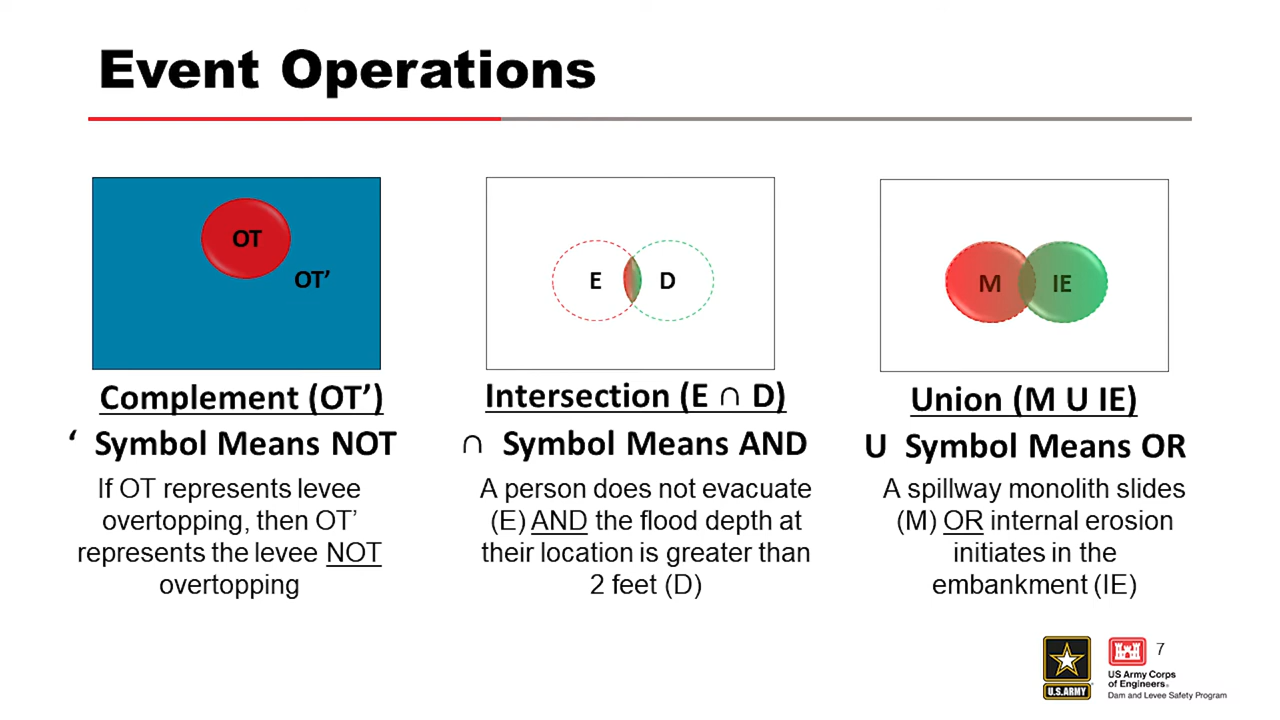 Event Operations
OT
OT’
Complement (OT’)
‘ Symbol Means NOT
If OT represents levee
overtopping, then OT’
represents the levee NOT
overtopping
E
D
Intersection (E ∩ D)
∩ Symbol Means AND
A person does not evacuate
(E) AND the flood depth at
their location is greater than
2 feet (D)
M
IE
Union (M U IE)
U Symbol Means OR
A spillway monolith slides
(M) OR internal erosion
initiates in the
embankment (IE)
U.S.ARMY
US Army Corps
of Engineers®
Dam and Levee Safety Program
7